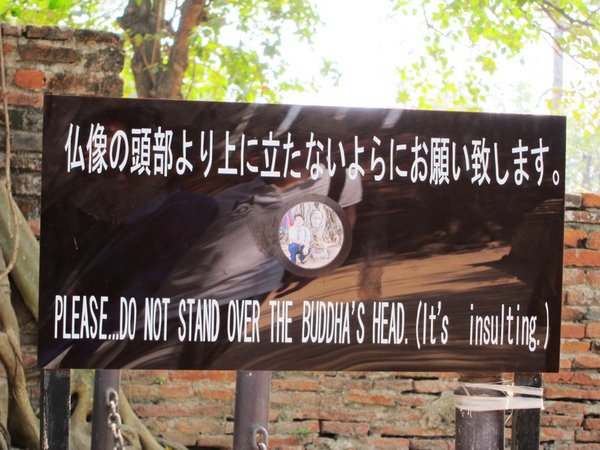 仏像の頭部より上に立たないよらにお願い致します。
PLEASE...DO NOT STAND OVER THE BUDDHA'S HEAD.(It's insulting.)